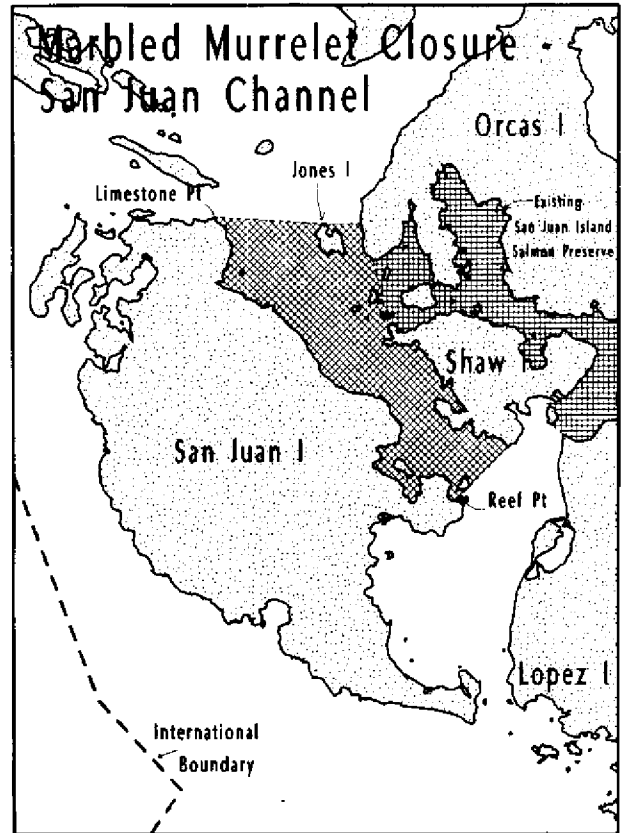 Marbled Murrelet Closure
San Juan Channel
Orcas I
Jones I
Limestone Pt
Existing
San Juan Island
Salmon Preserve
Shaw I
San Juan I
Reef Pt
Lopez I
International
Boundary